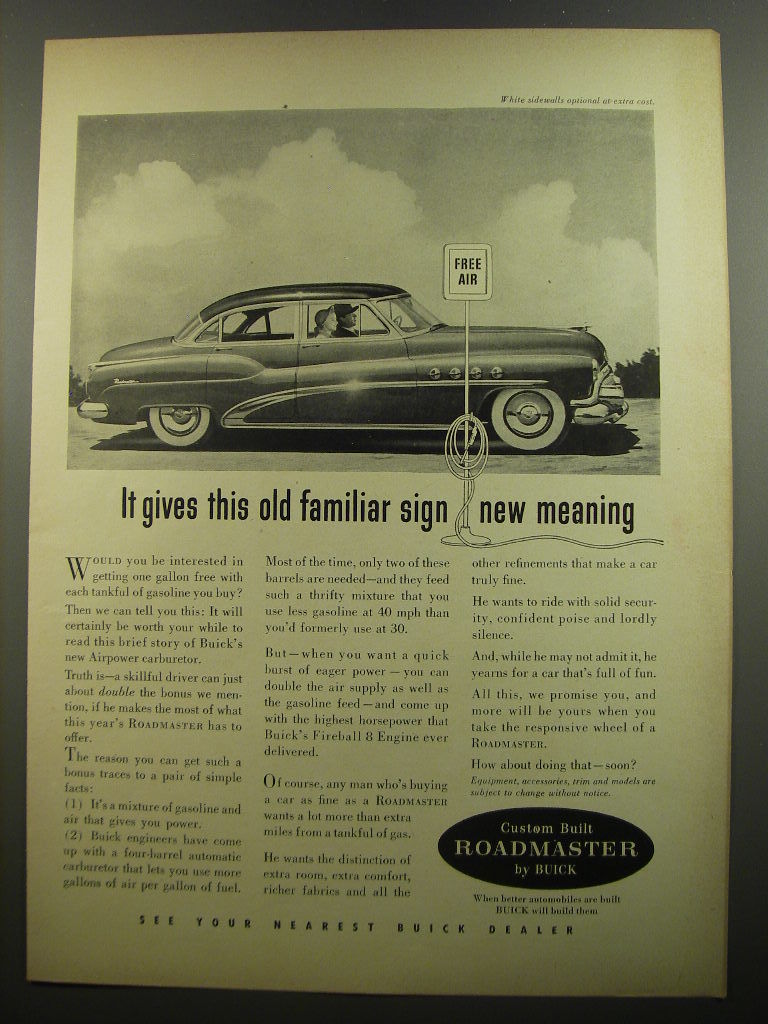 White sidewalls optional at extra cost.
FREE
AIR
Roadmaster
It gives this old familiar sign new meaning
WOULD you be interested in
getting one gallon free with
each tankful of gasoline you buy?
Then we can tell you this: It will
certainly be worth your while to
read this brief story of Buick's
new Airpower carburetor.
Truth is—a skillful driver can just
about double the bonus we men-
tion, if he makes the most of what
this year's ROADMASTER has to
offer.
The reason you can get such a
bonus traces to a pair of simple
facts:
(1) It's a mixture of gasoline and
air that gives you power.
(2) Buick engineers have come
up with a four-barrel automatic
carburetor that lets you use more
gallons of air per gallon of fuel.
Most of the time, only two of these
barrels are needed—and they feed
such a thrifty mixture that you
use less gasoline at 40 mph than
you'd formerly use at 30.
But—when you want a quick
burst of eager power—you can
double the air supply as well as
the gasoline feed—and come up
with the highest horsepower that
Buick's Fireball 8 Engine ever
delivered.
Of course, any man who's buying
a car as fine as a ROADMASTER
wants a lot more than extra
miles from a tankful of gas.
He wants the distinction of
extra room, extra comfort,
richer fabrics and all the
other refinements that make a car
truly fine.
He wants to ride with solid secur-
ity, confident poise and lordly
silence.
And, while he may not admit it, he
yearns for a car that's full of fun.
All this, we promise you, and
more will be yours when you
take the responsive wheel of a
ROADMASTER.
How about doing that—soon?
Equipment, accessories, trim and models are
subject to change without notice.
Custom Built
ROADMASTER
by BUICK
When better automobiles are built
BUICK will build them
SEE YOUR NEAREST BUICK DEALER